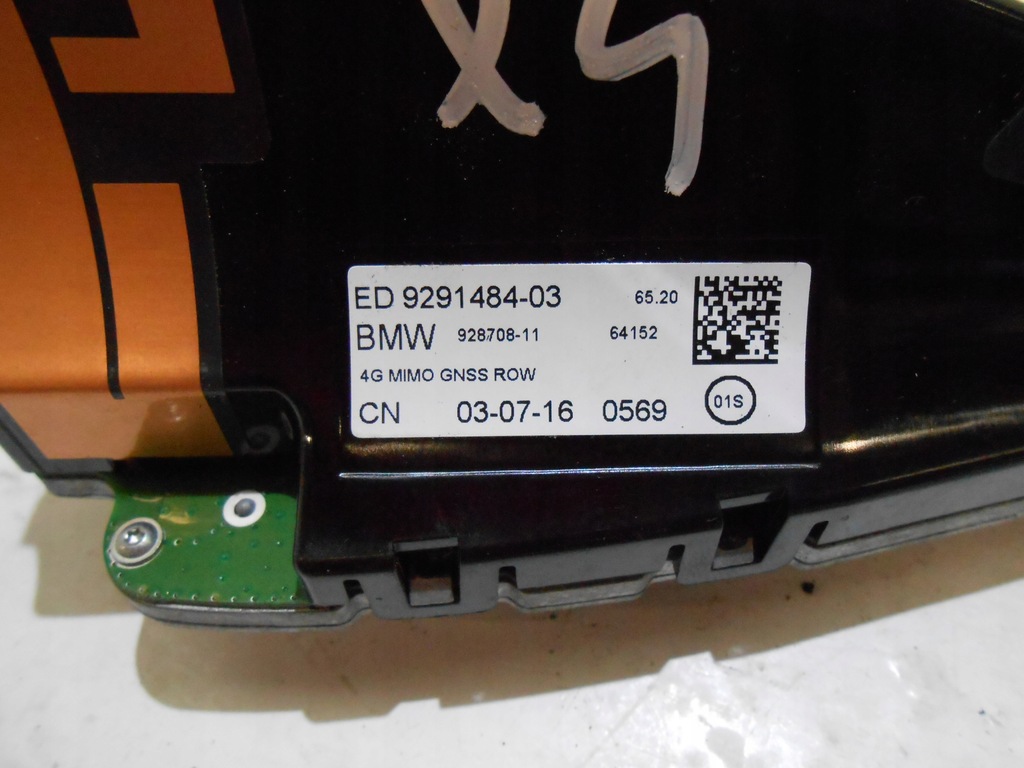 X4
ED 9291484-03 65.20
BMW 928708-11 64152
4G MIMO GNSS ROW
CN 03-07-16 0569 01S